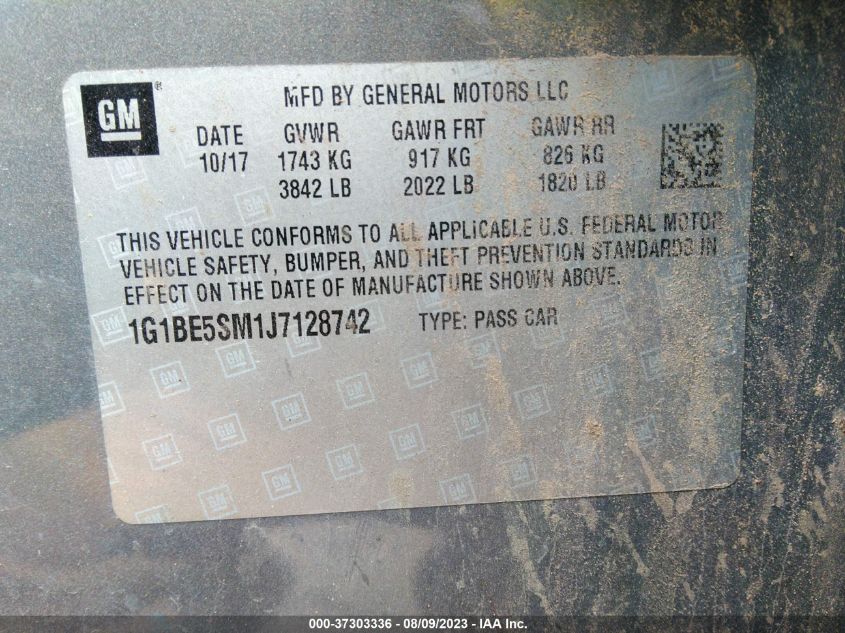 GM
MFD BY GENERAL MOTORS LLC
DATE GVWR GAWR FRT GAWR RR
10/17 1743 KG 917 KG 826 KG
3842 LB 2022 LB 1820 LB
THIS VEHICLE CONFORMS TO ALL APPLICABLE U.S. FEDERAL MOTOR
VEHICLE SAFETY, BUMPER, AND THEFT PREVENTION STANDARDS IN
EFFECT ON THE DATE OF MANUFACTURE SHOWN ABOVE.
1G1BE5SM1J7128742 TYPE: PASS CAR
000-37303336 - 08/09/2023 - IAA Inc.